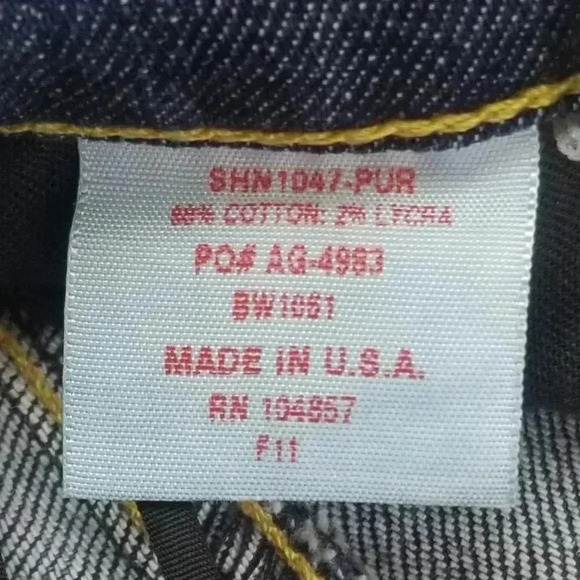 SHN1047-PUR
98% COTTON: 2% LYCRA
PO# AG-4983
BW1061
MADE IN U.S.A.
RN 104857
F11